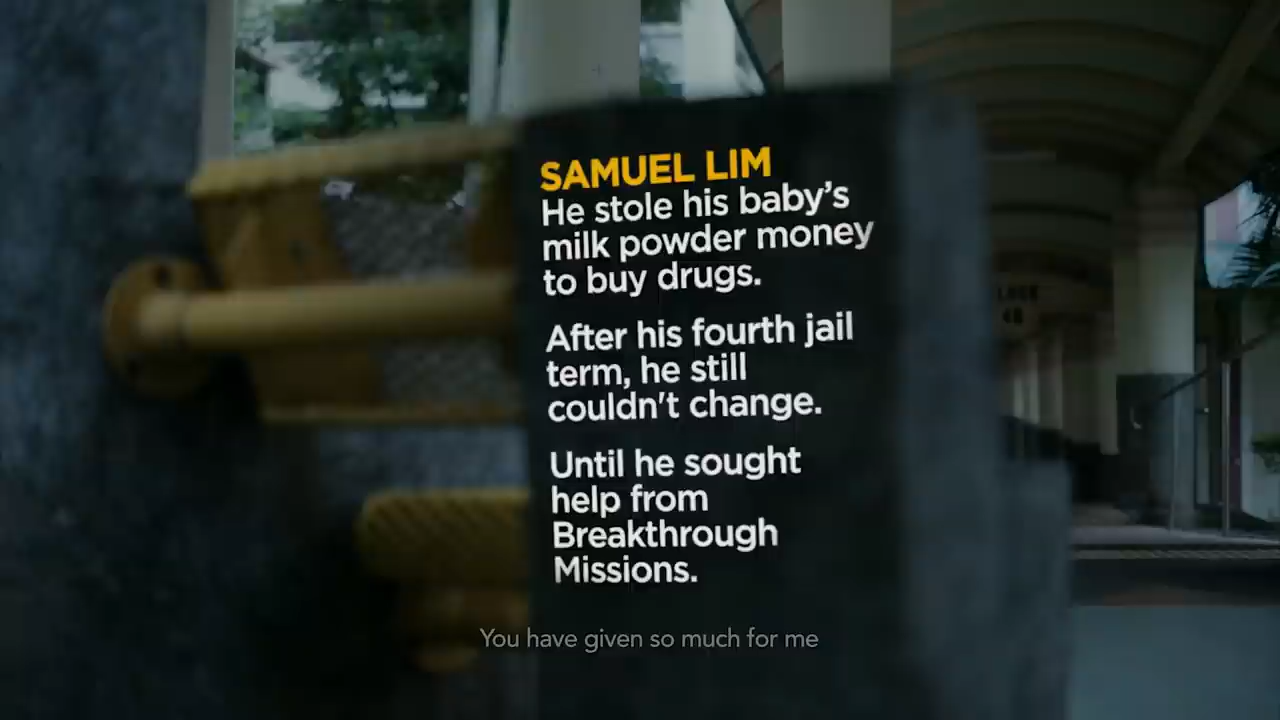 SAMUEL LIM
He stole his baby’s
milk powder money
to buy drugs.
After his fourth jail
term, he still
couldn't change.
Until he sought
help from
Breakthrough
Missions.
You have given so much for me